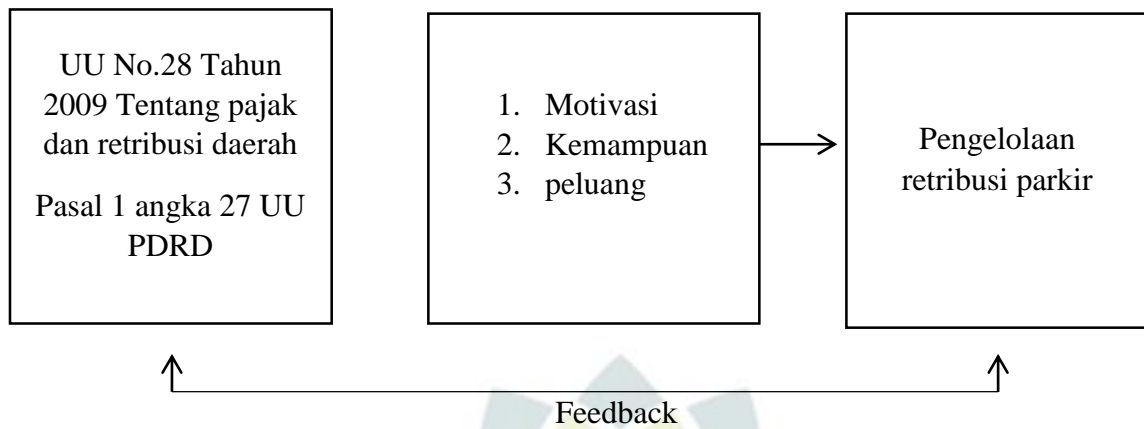 UU No.28 Tahun
2009 Tentang pajak
dan retribusi daerah
Pasal 1 angka 27 UU
PDRD
1. Motivasi
2. Kemampuan
3. peluang
Pengelolaan
retribusi parkir
Feedback